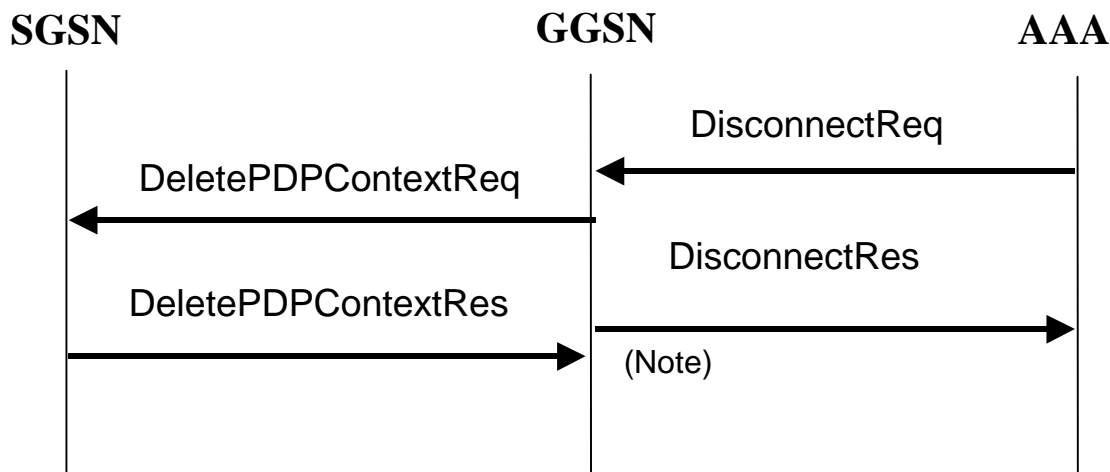 SGSN
GGSN
AAA
DisconnectReq
DeletePDPContextReq
DisconnectRes
DeletePDPContextRes
(Note)